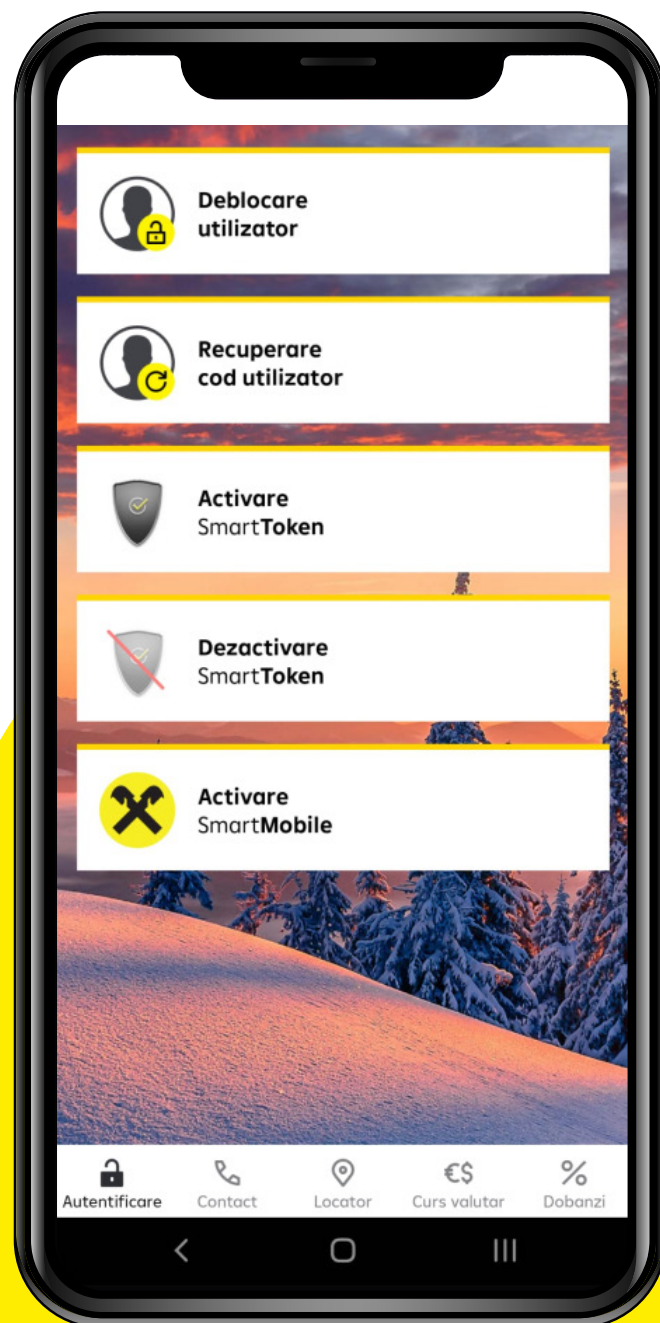 Deblocare
utilizator
Recuperare
cod utilizator
Activare
SmartToken
Dezactivare
SmartToken
Activare
SmartMobile
€$ %
Autentificare Contact Locator Curs valutar Dobanzi